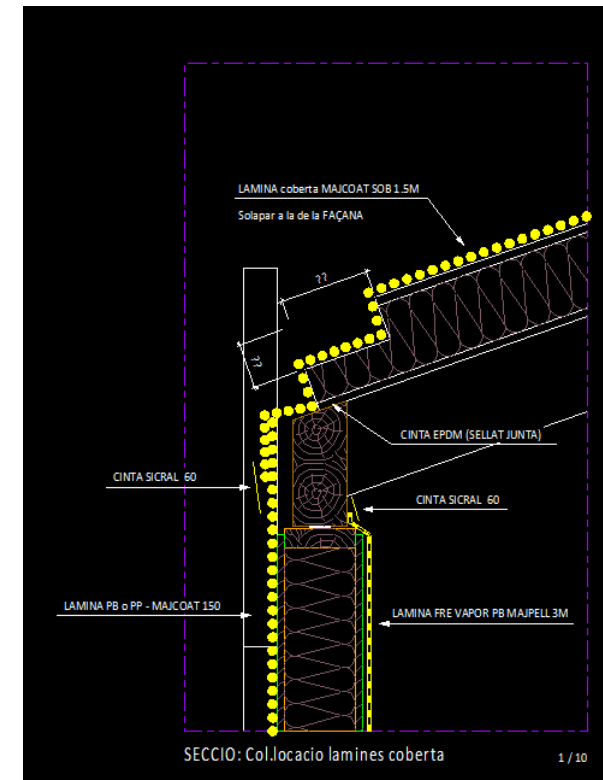 LAMINA coberta MAJCOAT SOB 1.5M
Solapar a la de la FAÇANA
??
??
CINTA EPDM (SELLAT JUNTA)
CINTA SICRAL 60
CINTA SICRAL 60
LAMINA PB o PP - MAJCOAT 150
LAMINA FRE VAPOR PB MAJPELL 3M
SECCIO: Col.locacio lamines coberta
1 / 10